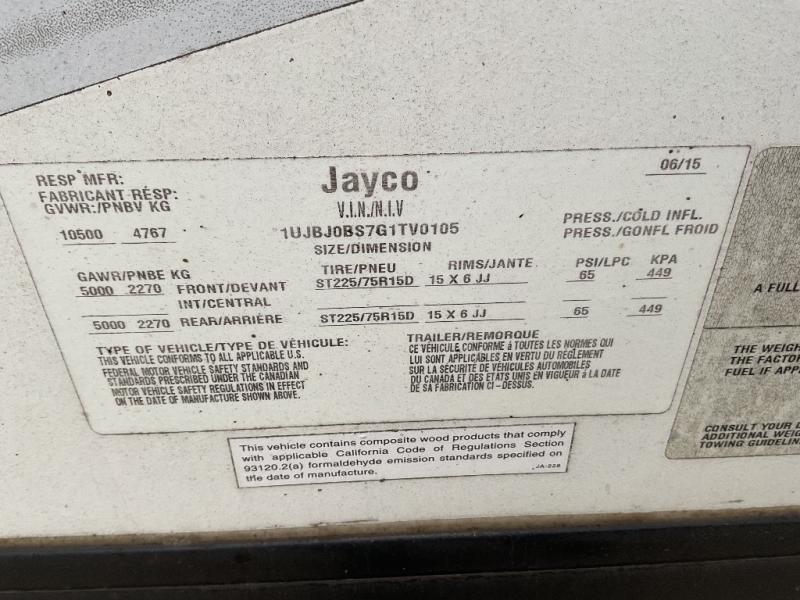 RESP MFR:
FABRICANT RÉSP:
GVWR:/PNBV KG
10500 4767
Jayco
06/15
V.I.N./N.I.V
1UJBJ0BS7G1TV0105
SIZE/DIMENSION
PRESS./COLD INFL.
PRESS./GONFL FROID
GAWR/PNBE KG TIRE/PNEU RIMS/JANTE PSI/LPC KPA
5000 2270 FRONT/DEVANT ST225/75R15D 15 X 6 JJ 65 449
INT/CENTRAL
5000 2270 REAR/ARRIÈRE ST225/75R15D 15 X 6 JJ 65 449
TYPE OF VEHICLE/TYPE DE VÉHICULE:
THIS VEHICLE CONFORMS TO ALL APPLICABLE U.S.
FEDERAL MOTOR VEHICLE SAFETY STANDARDS AND
STANDARDS PRESCRIBED UNDER THE CANADIAN
MOTOR VEHICLE SAFETY REGULATIONS IN EFFECT
ON THE DATE OF MANUFACTURE SHOWN ABOVE.
TRAILER/REMORQUE
CE VÉHICULE CONFORME À TOUTES LES NORMES QUI
LUI SONT APPLICABLES EN VERTU DU RÈGLEMENT
SUR LA SECURITÉ DE VÉHICULES AUTOMOBILES
DU CANADA ET DES ETATS UNIS EN VIGUEUR À LA DATE
DE SA FABRICATION CI-DESSUS.
This vehicle contains composite wood products that comply
with applicable California Code of Regulations Section
93120.2(a) formaldehyde emission standards specified on
the date of manufacture.
JA-228
A FULL
THE WEIGH
THE FACTOR
FUEL IF APP
CONSULT YOUR
ADDITIONAL WEIG
TOWING GUIDELIN